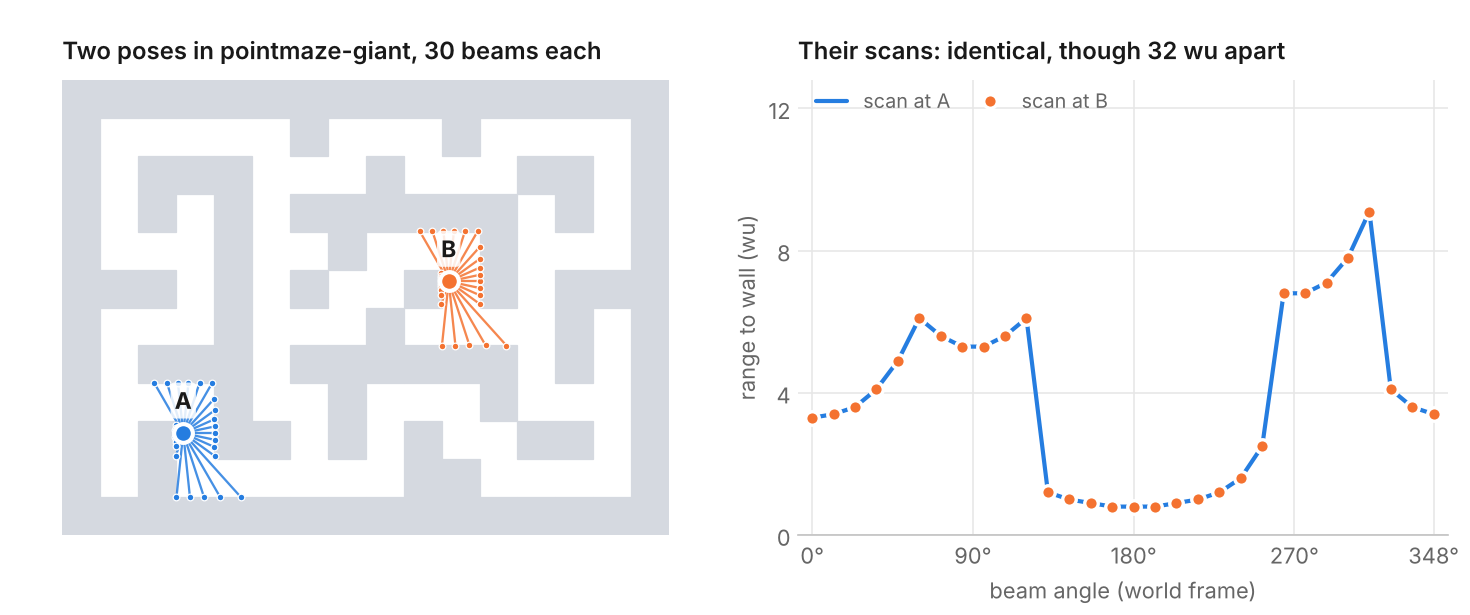 Two poses in pointmaze-giant, 30 beams each
B
A
Their scans: identical, though 32 wu apart
scan at A
scan at B
12
8
4
0
range to wall (wu)
0°
90°
180°
270°
348°
beam angle (world frame)